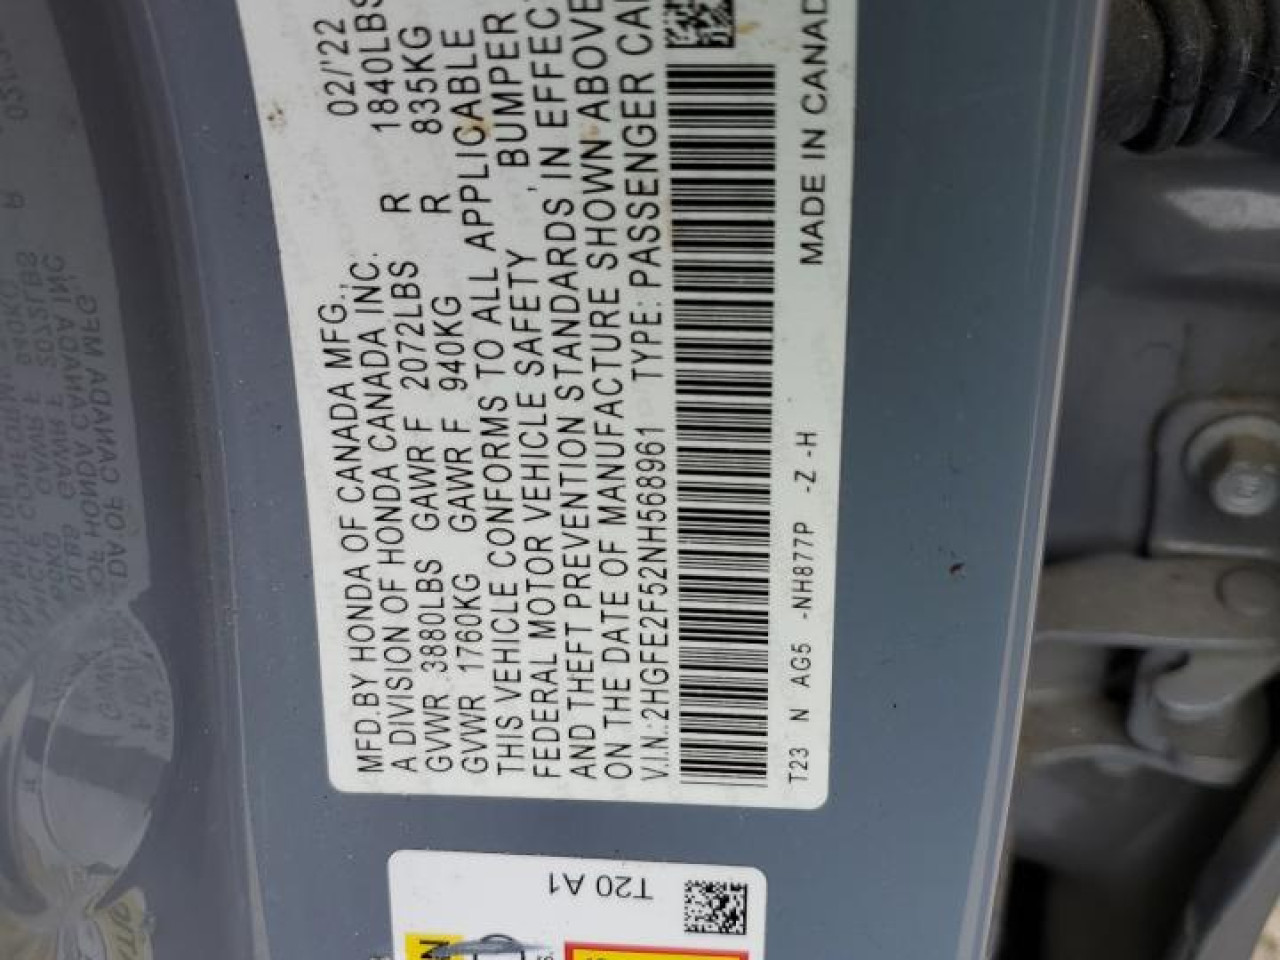 MFD.BY HONDA OF CANADA MFG., 02/'22
A DIVISION OF HONDA CANADA INC.
GVWR 3880LBS GAWR F 2072LBS R 1840LBS
GVWR 1760KG GAWR F 940KG R 835KG
THIS VEHICLE CONFORMS TO ALL APPLICABLE
FEDERAL MOTOR VEHICLE SAFETY, BUMPER
AND THEFT PREVENTION STANDARDS IN EFFECT
ON THE DATE OF MANUFACTURE SHOWN ABOVE
V.I.N.:2HGFE2F52NH568961 TYPE: PASSENGER CAR
T23 N AG5 -NH877P -Z -H MADE IN CANAD
T20 A1